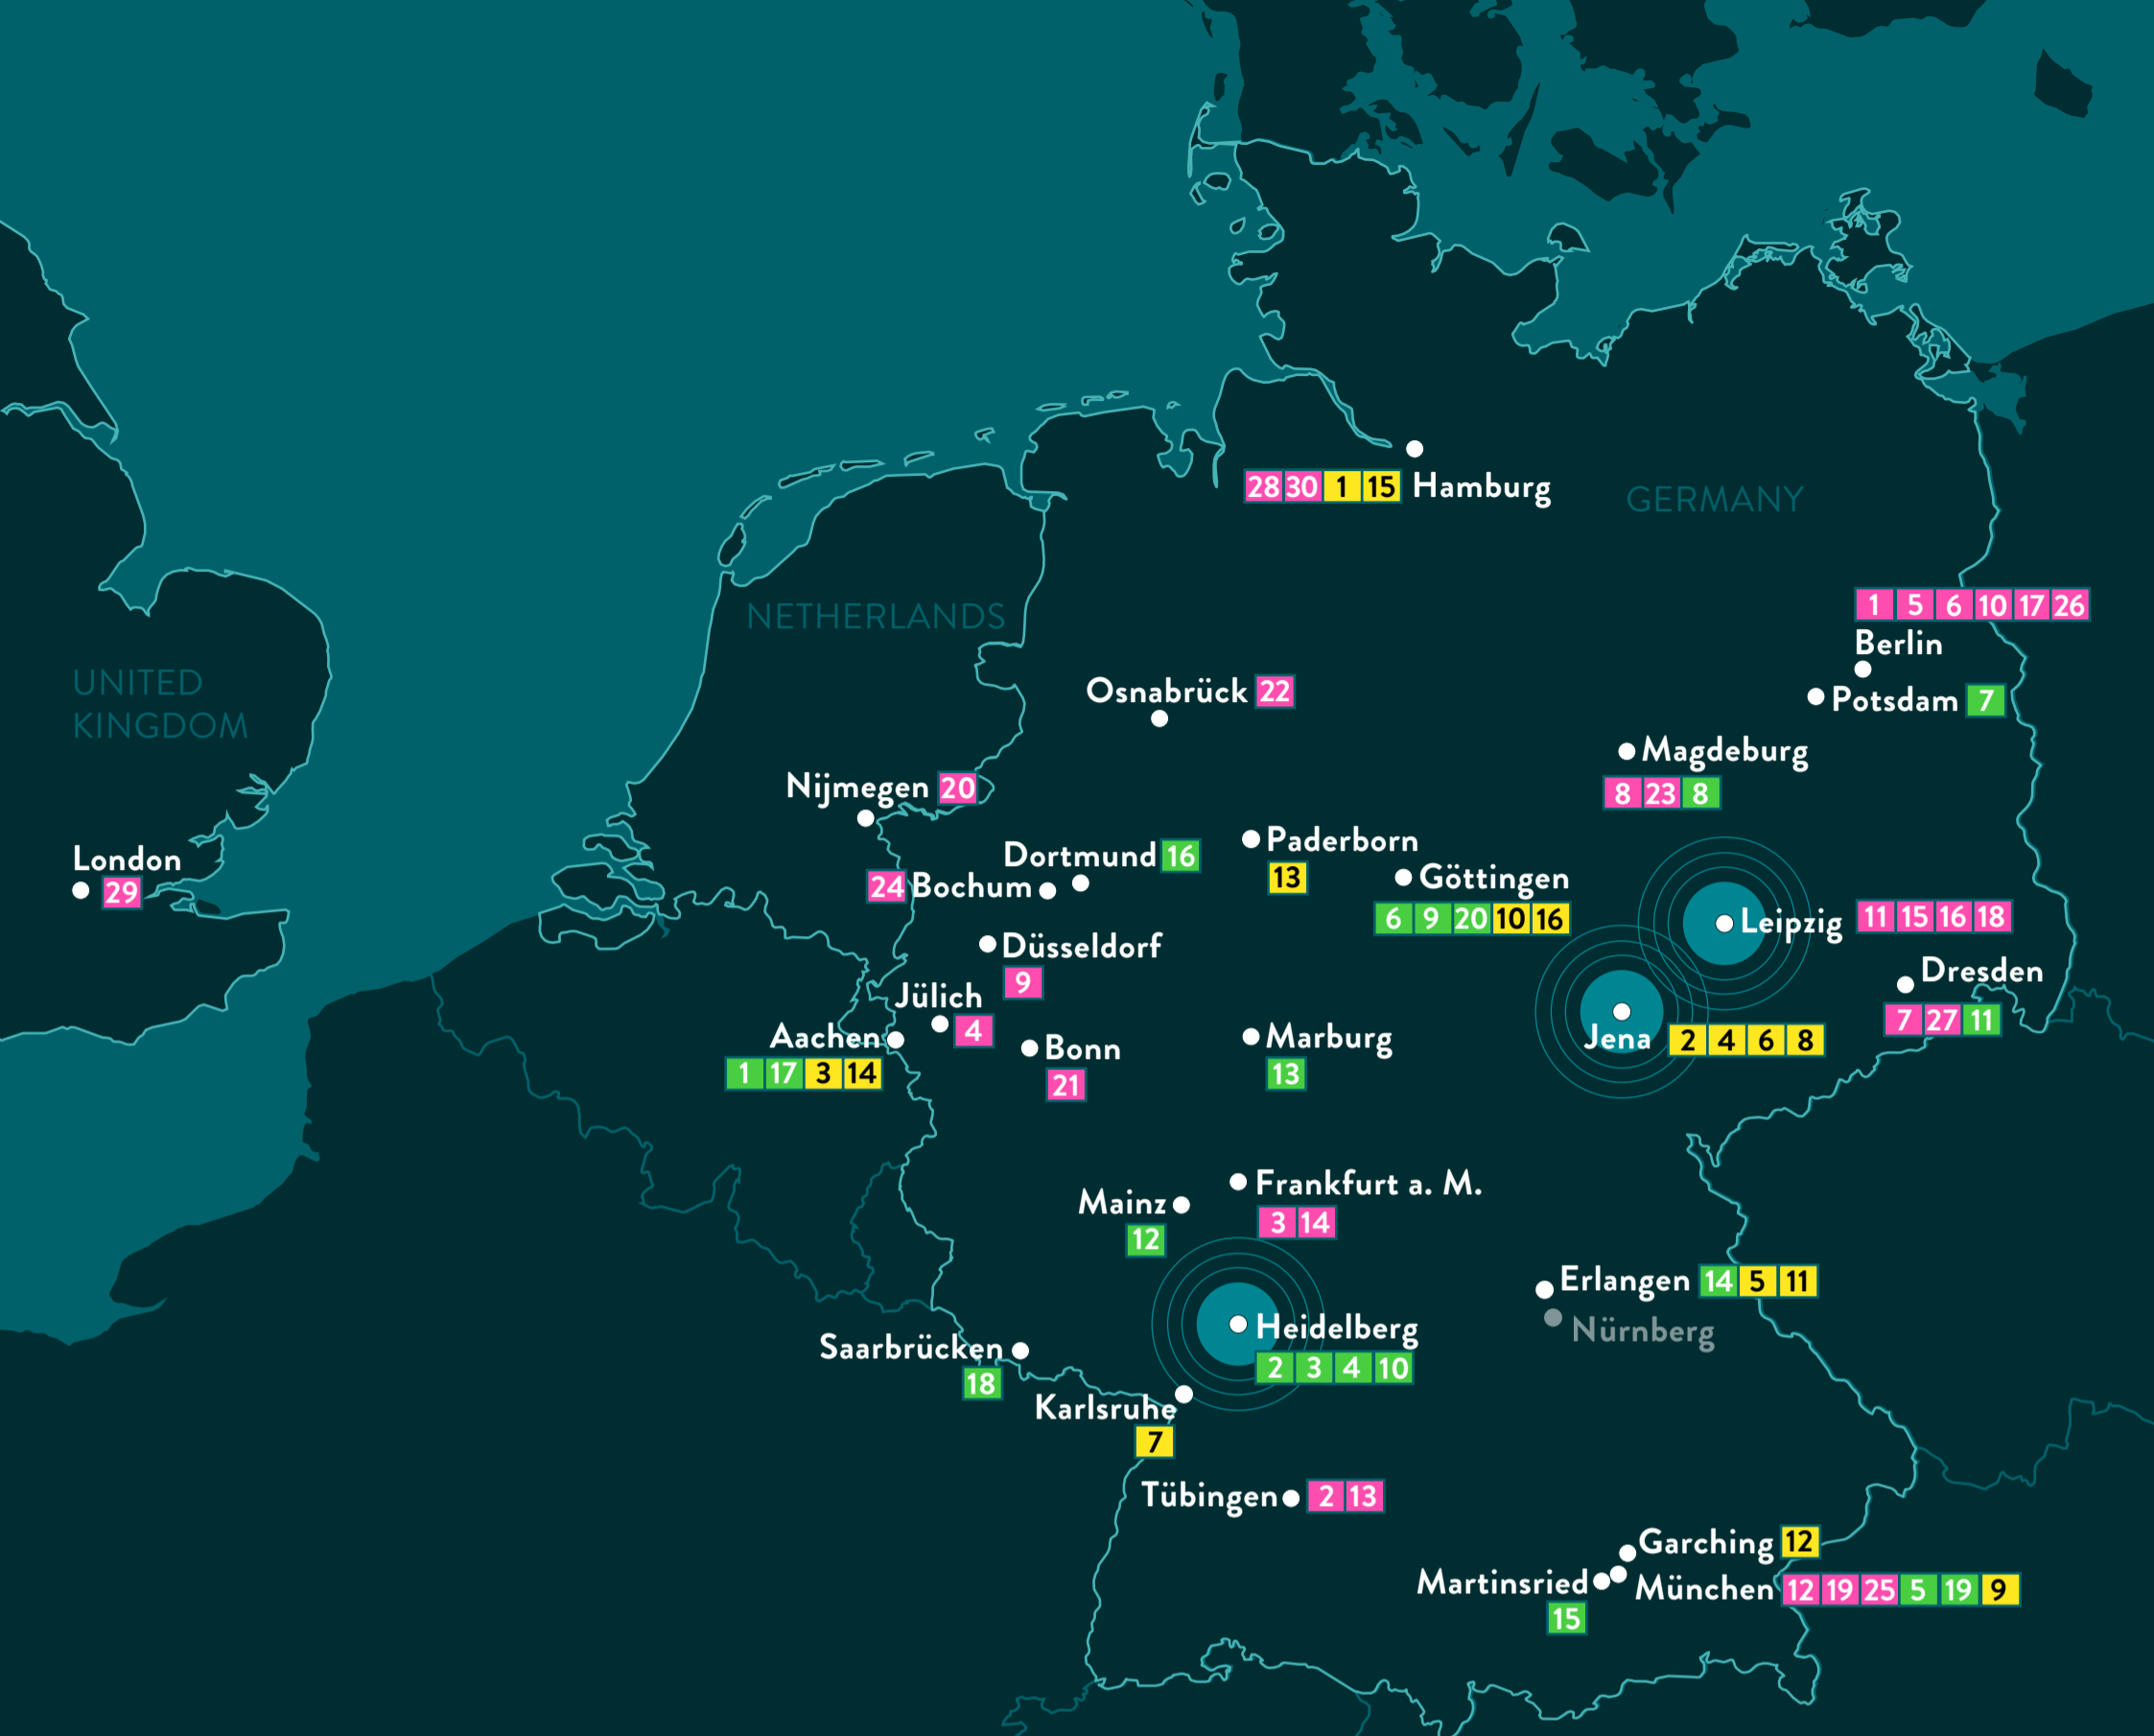 28 30 1 15 Hamburg
GERMANY
1 5 6 10 17 26
Berlin
NETHERLANDS
UNITED
KINGDOM
Osnabrück 22
Potsdam 7
Magdeburg
8 23 8
Nijmegen 20
London
29
Dortmund 16
24 Bochum
Paderborn
13
Göttingen
6 9 20 10 16
Leipzig 11 15 16 18
Düsseldorf
9
Dresden
7 27 11
Jülich
4
Aachen
1 17 3 14
Bonn
21
Marburg
13
Jena 2 4 6 8
Frankfurt a. M.
3 14
Mainz
12
Erlangen 14 5 11
Nürnberg
Heidelberg
2 3 4 10
Saarbrücken
18
Karlsruhe
7
Tübingen 2 13
Garching 12
Martinsried
15
München 12 19 25 5 19 9